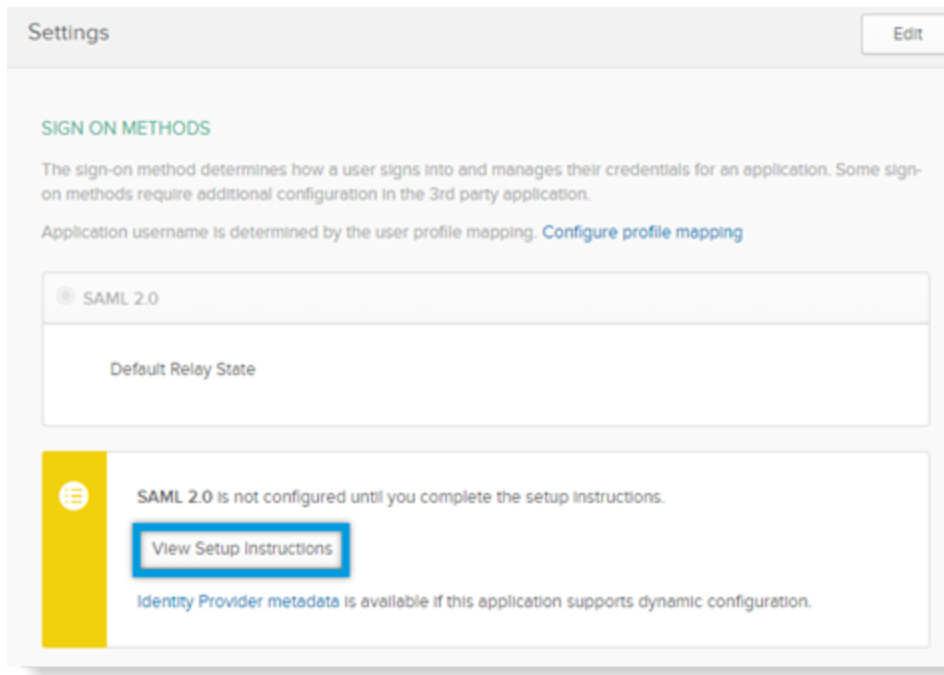 Settings
Edit
SIGN ON METHODS
The sign-on method determines how a user signs into and manages their credentials for an application. Some sign-
on methods require additional configuration in the 3rd party application.
Application username is determined by the user profile mapping. Configure profile mapping
SAML 2.0
Default Relay State
SAML 2.0 is not configured until you complete the setup instructions.
View Setup Instructions
Identity Provider metadata is available if this application supports dynamic configuration.